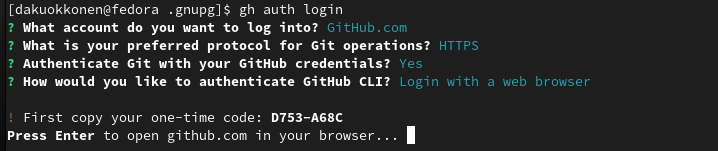 [dakuokkonen@fedora .gnupg]$ gh auth login
? What account do you want to log into? GitHub.com
? What is your preferred protocol for Git operations? HTTPS
? Authenticate Git with your GitHub credentials? Yes
? How would you like to authenticate GitHub CLI? Login with a web browser
! First copy your one-time code: D753-A68C
Press Enter to open github.com in your browser...